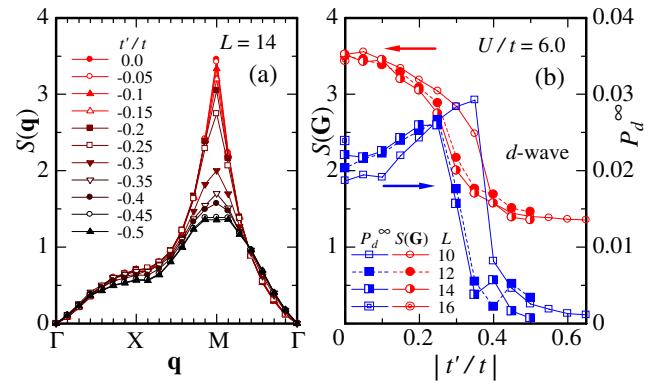 4
3
2
1
0
S(q)
t'/t
0.0
-0.05
-0.1
-0.15
-0.2
-0.25
-0.3
-0.35
-0.4
-0.45
-0.5
L = 14
(a)
Γ
X
M
Γ
q
4
3
2
1
0
S(G)
U / t = 6.0
(b)
d-wave
P_d^∞ S(G) L
10
12
14
16
0
0.2
0.4
0.6
| t'/t |
0.04
0.03
0.02
0.01
0
P_d^∞